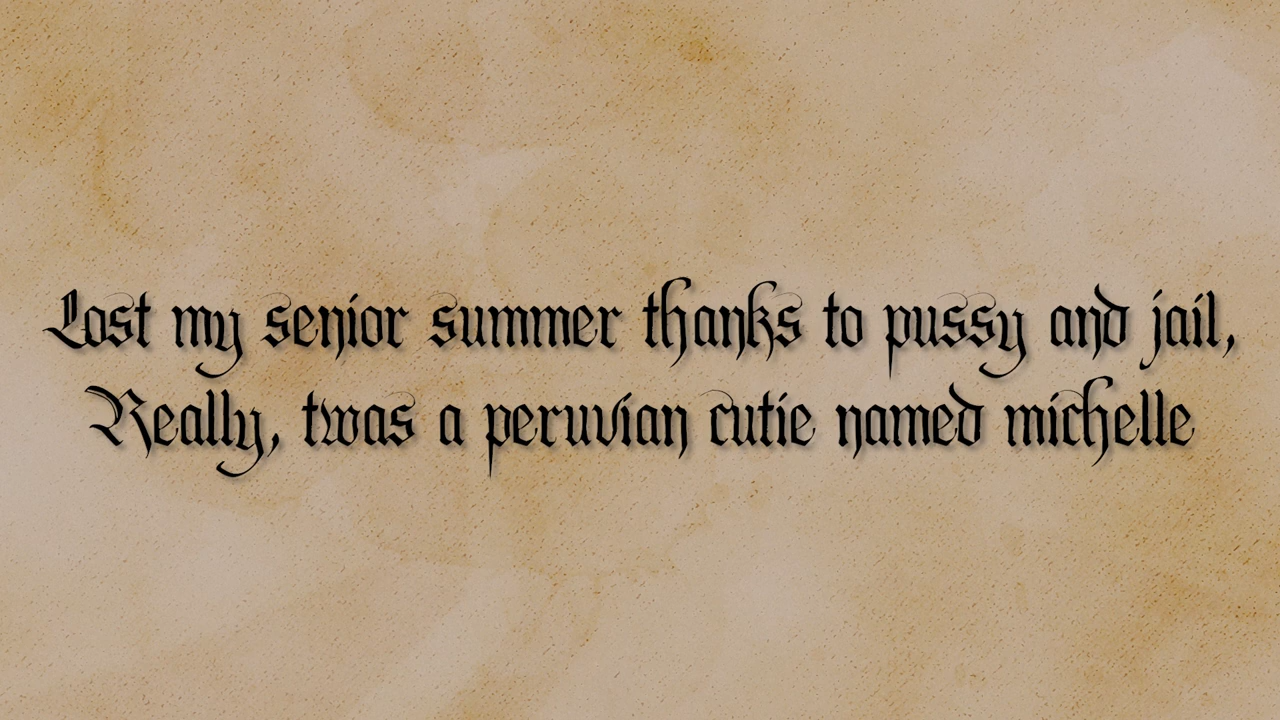 Lost my senior summer thanks to pussy and jail,
Really, twas a peruvian cutie named michelle